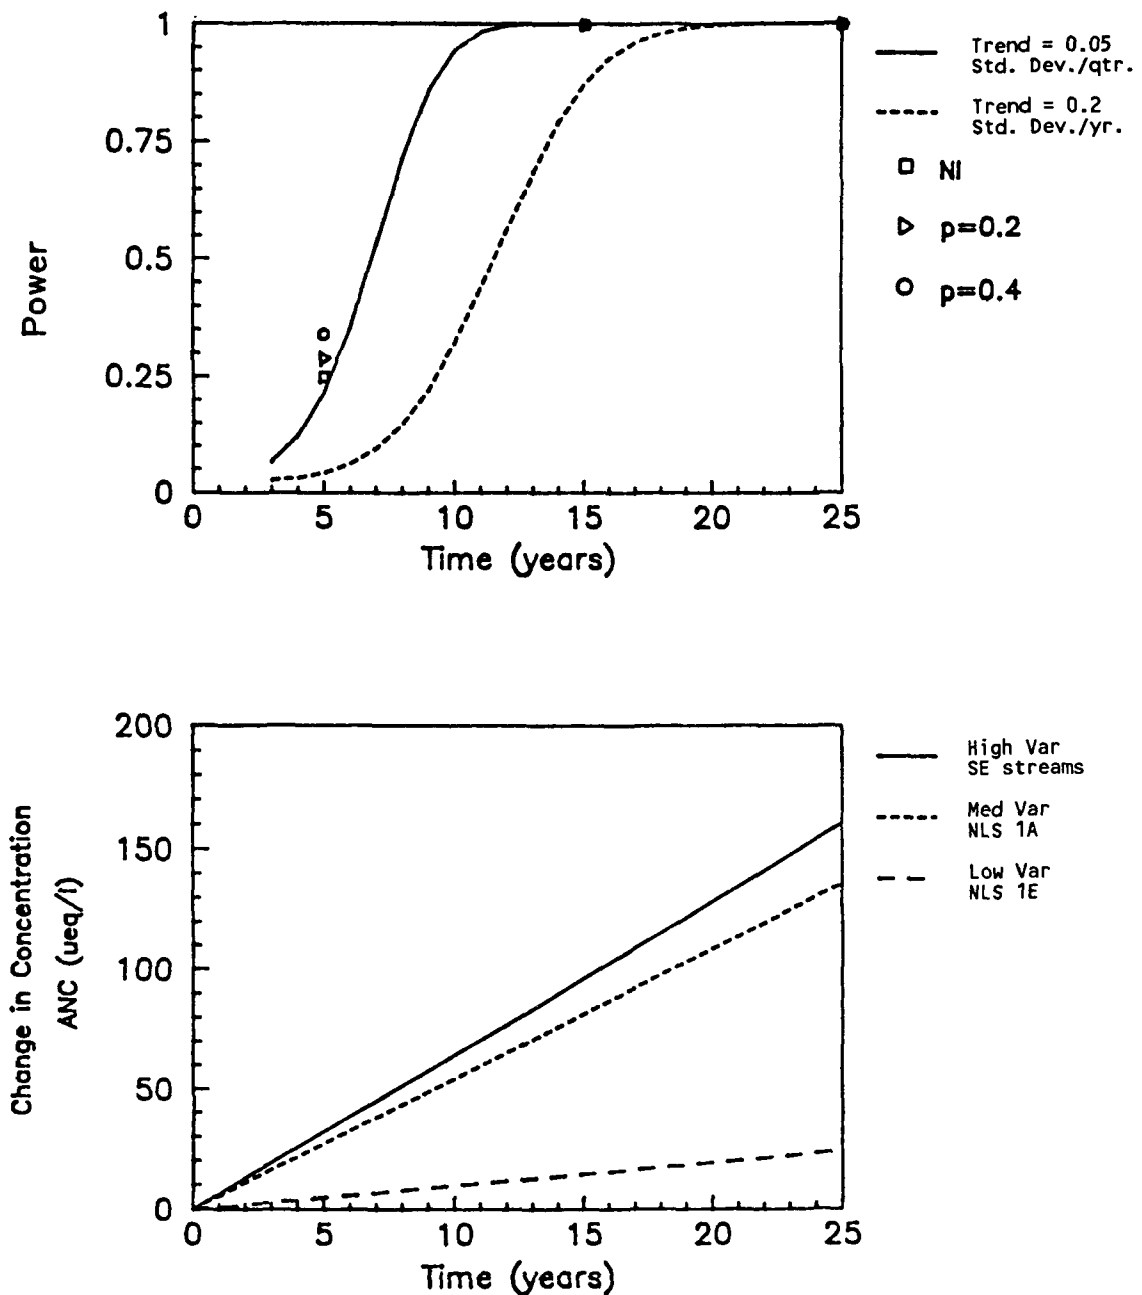 1
0.75
0.5
0.25
0
Power
0
5
10
15
20
25
Time (years)
Trend = 0.05
Std. Dev./qtr.
Trend = 0.2
Std. Dev./yr.
NI
p=0.2
p=0.4
200
150
100
50
0
Change in Concentration
ANC (ueq/l)
0
5
10
15
20
25
Time (years)
High Var
SE streams
Med Var
NLS 1A
Low Var
NLS 1E